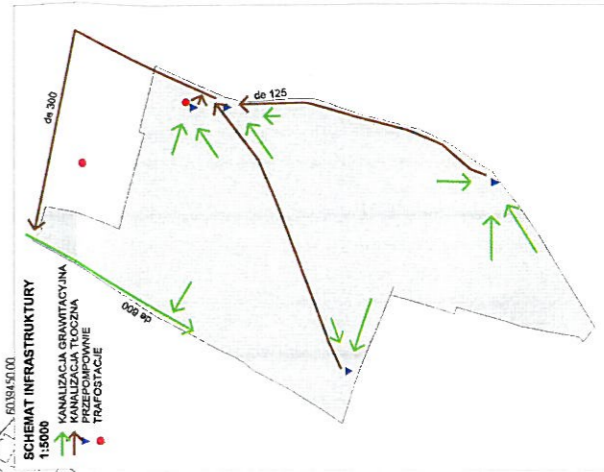 6039450.00
SCHEMAT INFRASTRUKTURY
1:5000
KANALIZACJA GRAWITACYJNA
KANALIZACJA TŁOCZNA
PRZEPOMPOWNIE
TRAFOSTACJE
de 300
de 125
de 600